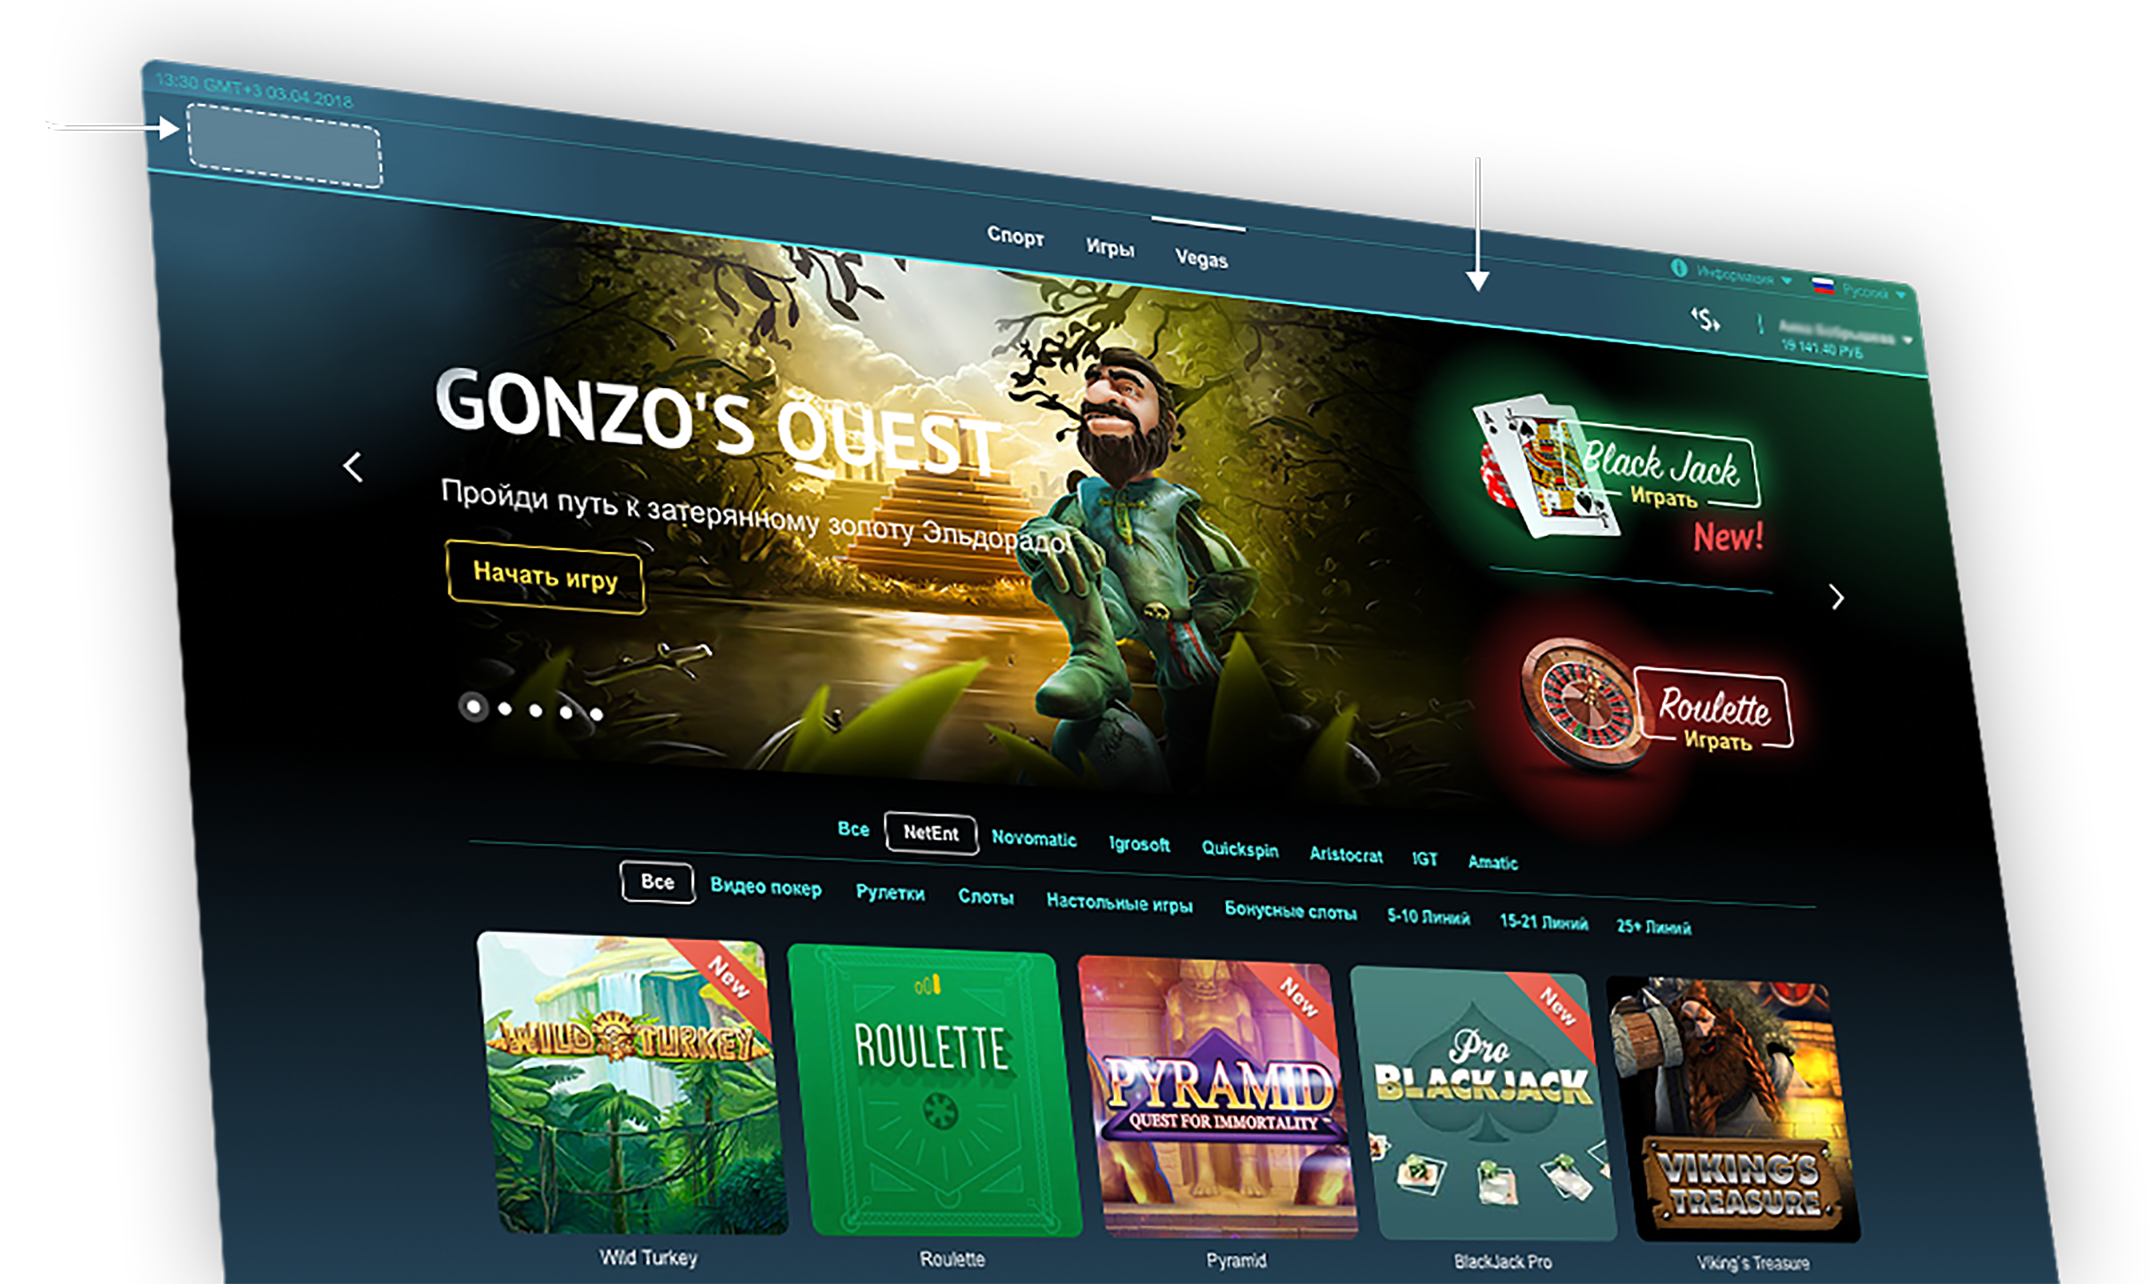 13:30 GMT+3 03.04.2018
Спорт
Игры
Vegas
Информация
Русский
19 141.40 РУБ
GONZO'S QUEST
Пройди путь к затерянному золоту Эльдорадо!
Начать игру
Black Jack
Играть
New!
Roulette
Играть
Все NetEnt Novomatic Igrosoft Quickspin Aristocrat IGT Amatic
Все Видео покер Рулетки Слоты Настольные игры Бонусные слоты 5-10 Линий 15-21 Линий 25+ Линий
New
WILD TURKEY
ROULETTE
New
PYRAMID
QUEST FOR IMMORTALITY™
New
Pro
BLACKJACK
VIKING'S
TREASURE
Wild Turkey
Roulette
Pyramid
BlackJack Pro
Viking's Treasure